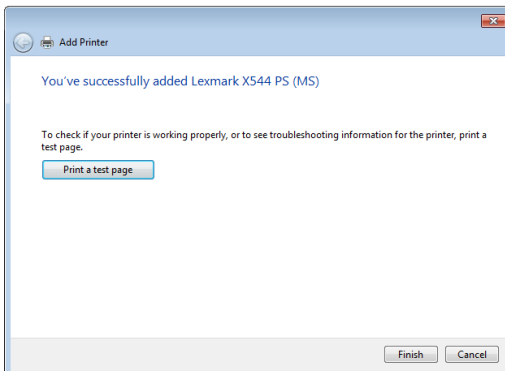 Add Printer
You've successfully added Lexmark X544 PS (MS)
To check if your printer is working properly, or to see troubleshooting information for the printer, print a
test page.
Print a test page
Finish
Cancel